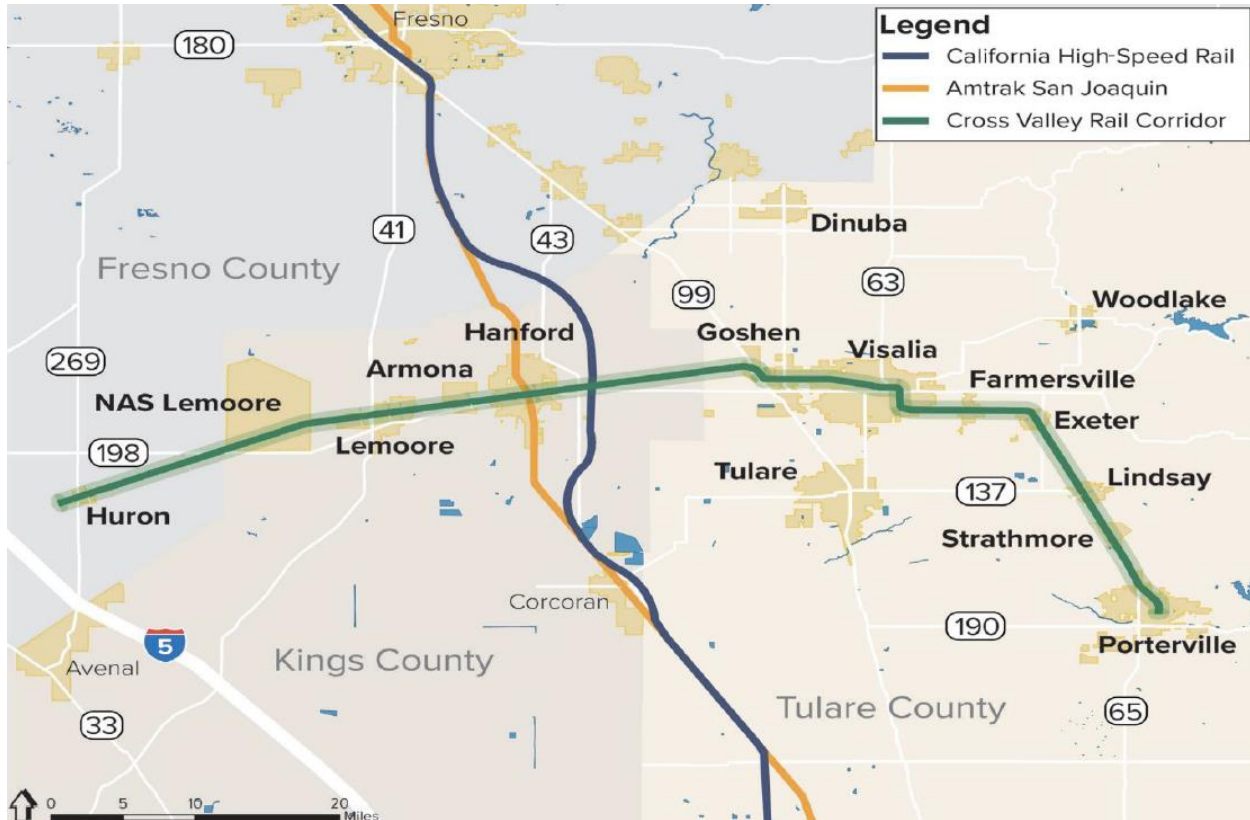 Fresno
Legend
California High-Speed Rail
Amtrak San Joaquin
Cross Valley Rail Corridor
180
41
43
Dinuba
Fresno County
99
63
Woodlake
Hanford
Goshen
Visalia
269
Armona
Farmersville
NAS Lemoore
Exeter
198
Lemoore
Tulare
137
Lindsay
Huron
Strathmore
Corcoran
190
5
Avenal
Kings County
Porterville
Tulare County
65
33
0 5 10 20
Miles